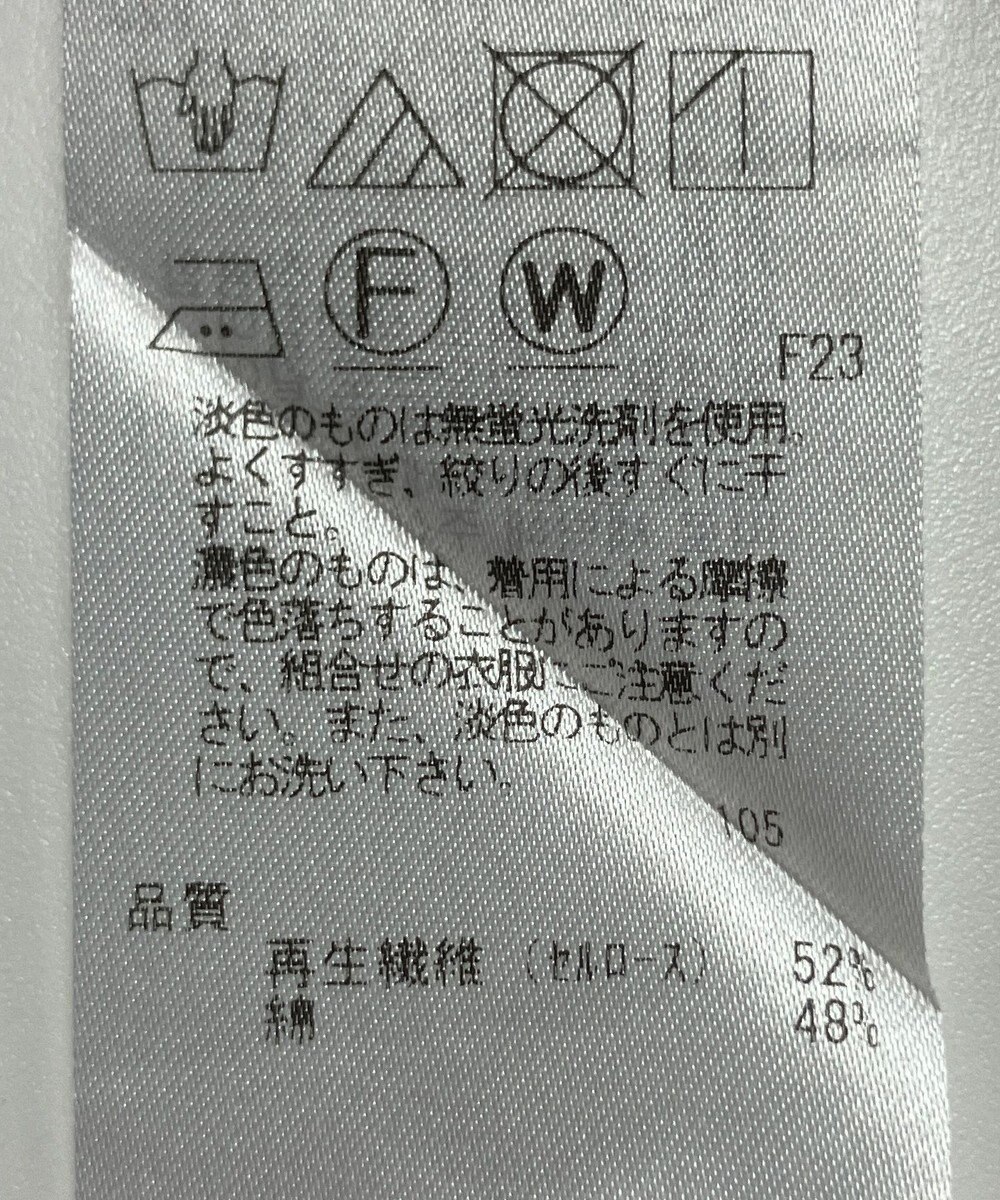 F W
F23
淡色のものは無蛍光洗剤を使用。
よくすすぎ、絞りの後すぐに干
すこと。
濃色のものは、着用による摩擦
で色落ちすることがありますの
で、組合せの衣服にご注意くだ
さい。また、淡色のものとは別
にお洗い下さい。
105
品質
再生繊維（セルロース） 52%
綿 48%